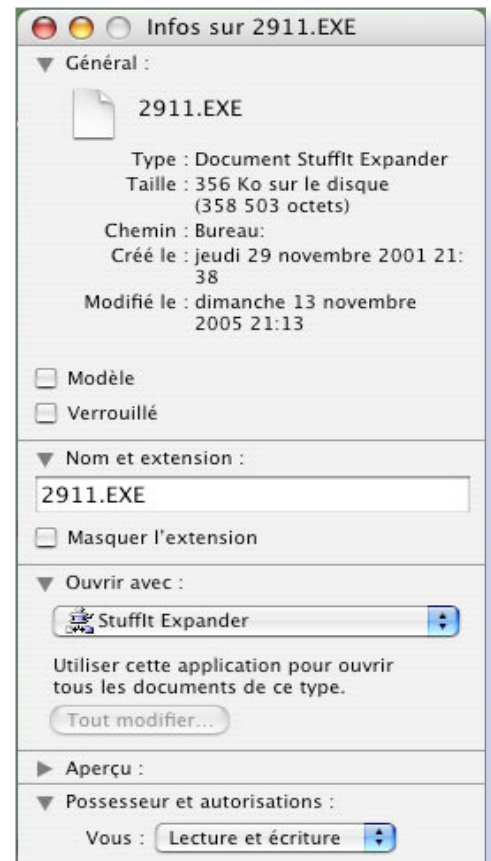 Infos sur 2911.EXE
Général :
2911.EXE
Type : Document StuffIt Expander
Taille : 356 Ko sur le disque
(358 503 octets)
Chemin : Bureau:
Créé le : jeudi 29 novembre 2001 21:
38
Modifié le : dimanche 13 novembre
2005 21:13
Modèle
Verrouillé
Nom et extension :
2911.EXE
Masquer l'extension
Ouvrir avec :
StuffIt Expander
Utiliser cette application pour ouvrir
tous les documents de ce type.
Tout modifier...
Aperçu :
Possesseur et autorisations :
Vous : Lecture et écriture